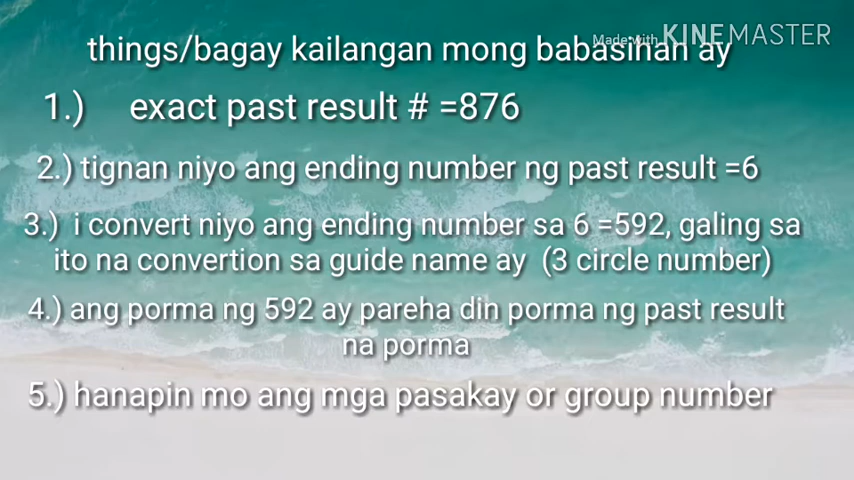 Made with KINEMASTER
things/bagay kailangan mong babasihan ay
1.) exact past result # =876
2.) tignan niyo ang ending number ng past result =6
3.) i convert niyo ang ending number sa 6 =592, galing sa
ito na convertion sa guide name ay (3 circle number)
4.) ang porma ng 592 ay pareha din porma ng past result
na porma
5.) hanapin mo ang mga pasakay or group number